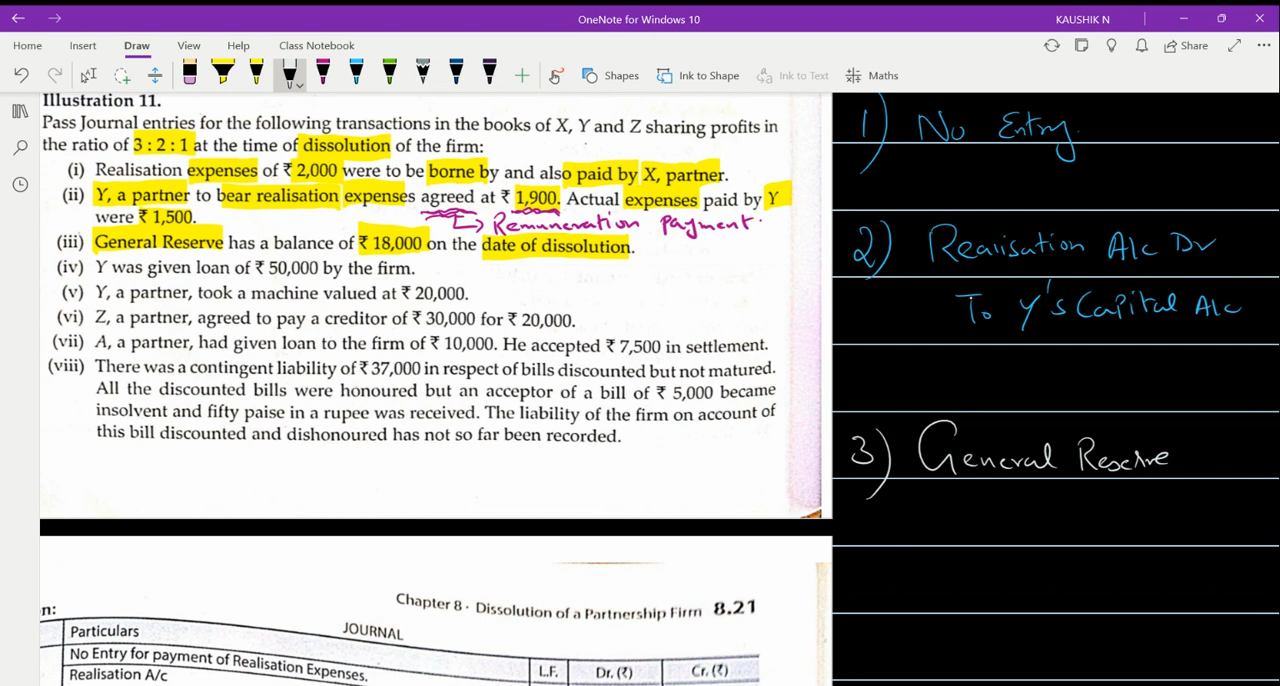 OneNote for Windows 10
KAUSHIK N
Home Insert Draw View Help Class Notebook
Share
Shapes Ink to Shape Ink to Text Maths
Illustration 11.
Pass Journal entries for the following transactions in the books of X, Y and Z sharing profits in
the ratio of 3 : 2 : 1 at the time of dissolution of the firm:
(i) Realisation expenses of ₹ 2,000 were to be borne by and also paid by X, partner.
(ii) Y, a partner to bear realisation expenses agreed at ₹ 1,900. Actual expenses paid by Y
were ₹ 1,500.
Remuneration payment.
(iii) General Reserve has a balance of ₹ 18,000 on the date of dissolution.
(iv) Y was given loan of ₹ 50,000 by the firm.
(v) Y, a partner, took a machine valued at ₹ 20,000.
(vi) Z, a partner, agreed to pay a creditor of ₹ 30,000 for ₹ 20,000.
(vii) A, a partner, had given loan to the firm of ₹ 10,000. He accepted ₹ 7,500 in settlement.
(viii) There was a contingent liability of ₹ 37,000 in respect of bills discounted but not matured.
All the discounted bills were honoured but an acceptor of a bill of ₹ 5,000 became
insolvent and fifty paise in a rupee was received. The liability of the firm on account of
this bill discounted and dishonoured has not so far been recorded.
1) No Entry.
2) Realisation A/c Dr
To Y's Capital A/c
3) General Reserve
Chapter 8 · Dissolution of a Partnership Firm 8.21
n:
JOURNAL
Particulars L.F. Dr. (₹) Cr. (₹)
No Entry for payment of Realisation Expenses.
Realisation A/c